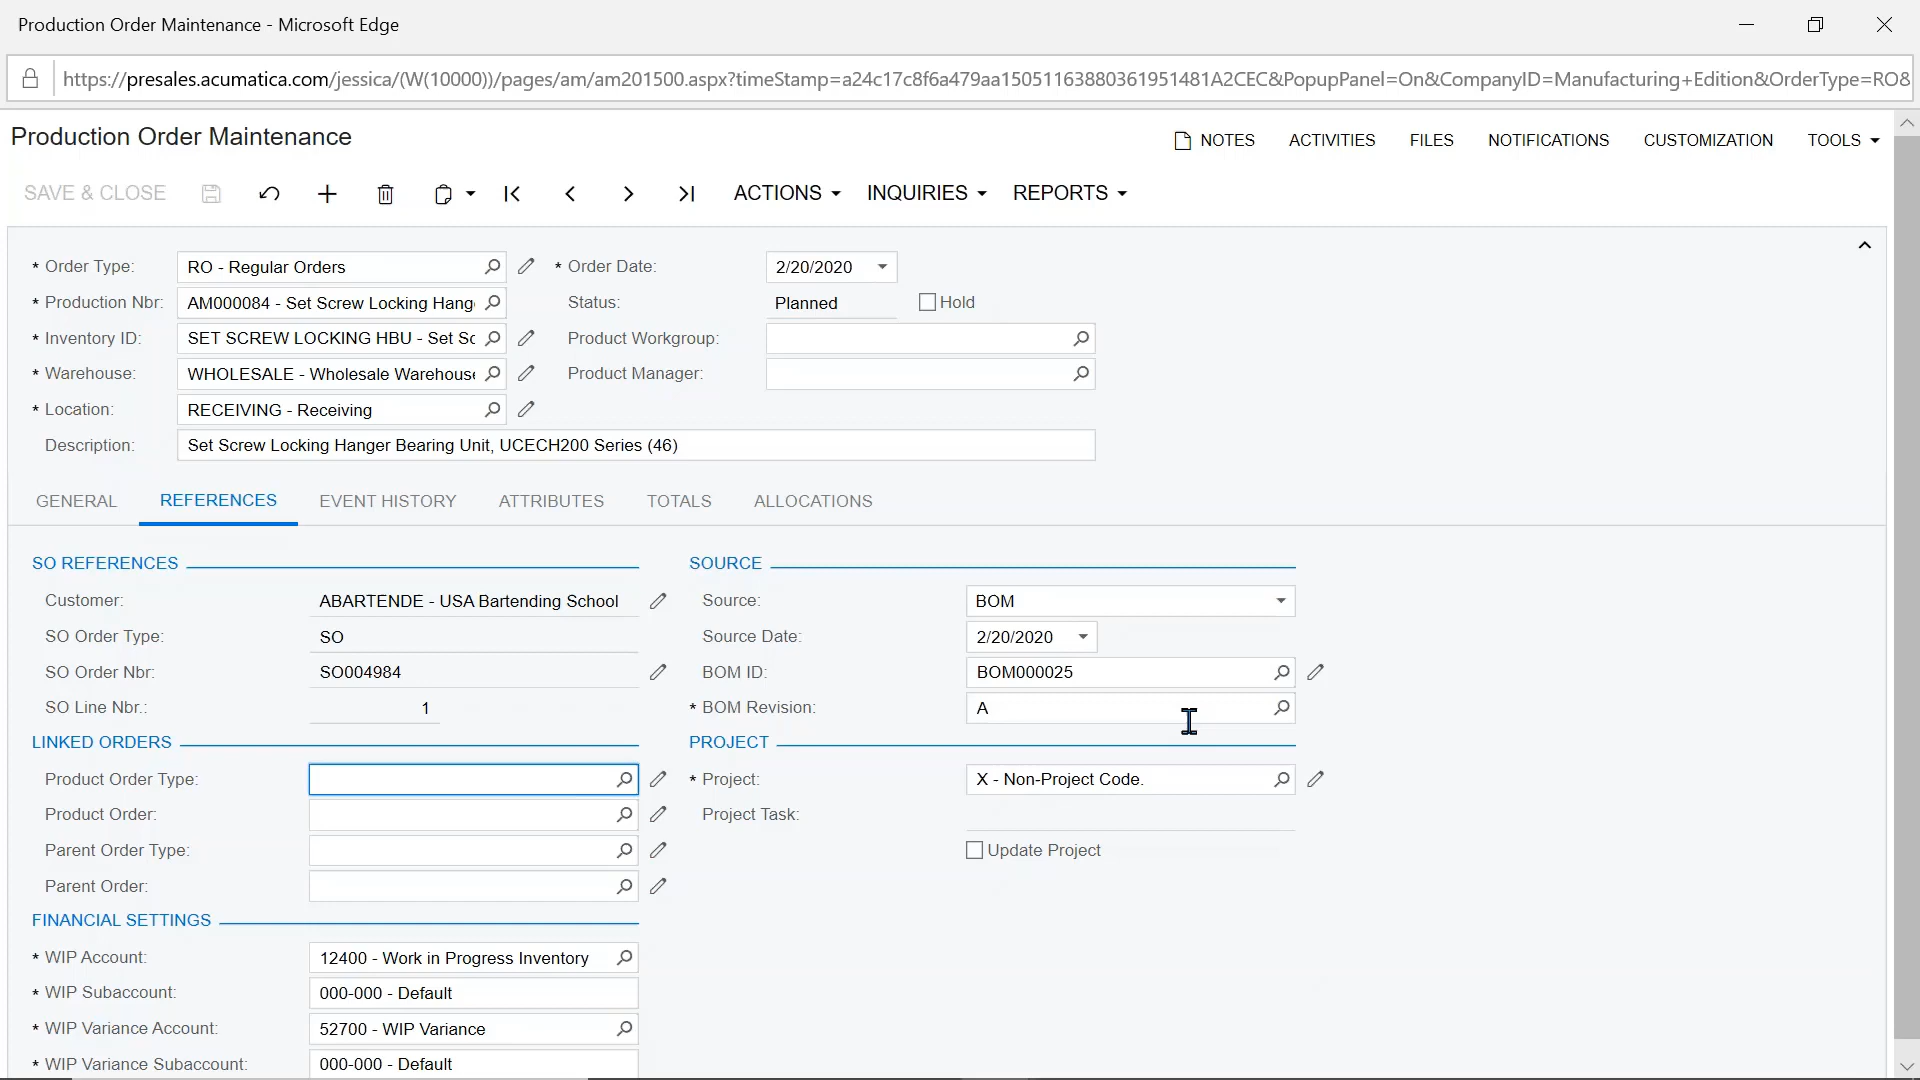 Production Order Maintenance - Microsoft Edge
https://presales.acumatica.com/jessica/(W(10000))/pages/am/am201500.aspx?timeStamp=a24c17c8f6a479aa15051163880361951481A2CEC&PopupPanel=On&CompanyID=Manufacturing+Edition&OrderType=RO8
Production Order Maintenance
NOTES ACTIVITIES FILES NOTIFICATIONS CUSTOMIZATION TOOLS
SAVE & CLOSE ACTIONS INQUIRIES REPORTS
* Order Type: RO - Regular Orders * Order Date: 2/20/2020
* Production Nbr: AM000084 - Set Screw Locking Hang Status: Planned Hold
* Inventory ID: SET SCREW LOCKING HBU - Set Sc Product Workgroup:
* Warehouse: WHOLESALE - Wholesale Warehouse Product Manager:
* Location: RECEIVING - Receiving
Description: Set Screw Locking Hanger Bearing Unit, UCECH200 Series (46)
GENERAL REFERENCES EVENT HISTORY ATTRIBUTES TOTALS ALLOCATIONS
SO REFERENCES SOURCE
Customer: ABARTENDE - USA Bartending School Source: BOM
SO Order Type: SO Source Date: 2/20/2020
SO Order Nbr: SO004984 BOM ID: BOM000025
SO Line Nbr.: 1 * BOM Revision: A
LINKED ORDERS PROJECT
Product Order Type: * Project: X - Non-Project Code.
Product Order: Project Task:
Parent Order Type: Update Project
Parent Order:
FINANCIAL SETTINGS
* WIP Account: 12400 - Work in Progress Inventory
* WIP Subaccount: 000-000 - Default
* WIP Variance Account: 52700 - WIP Variance
* WIP Variance Subaccount: 000-000 - Default